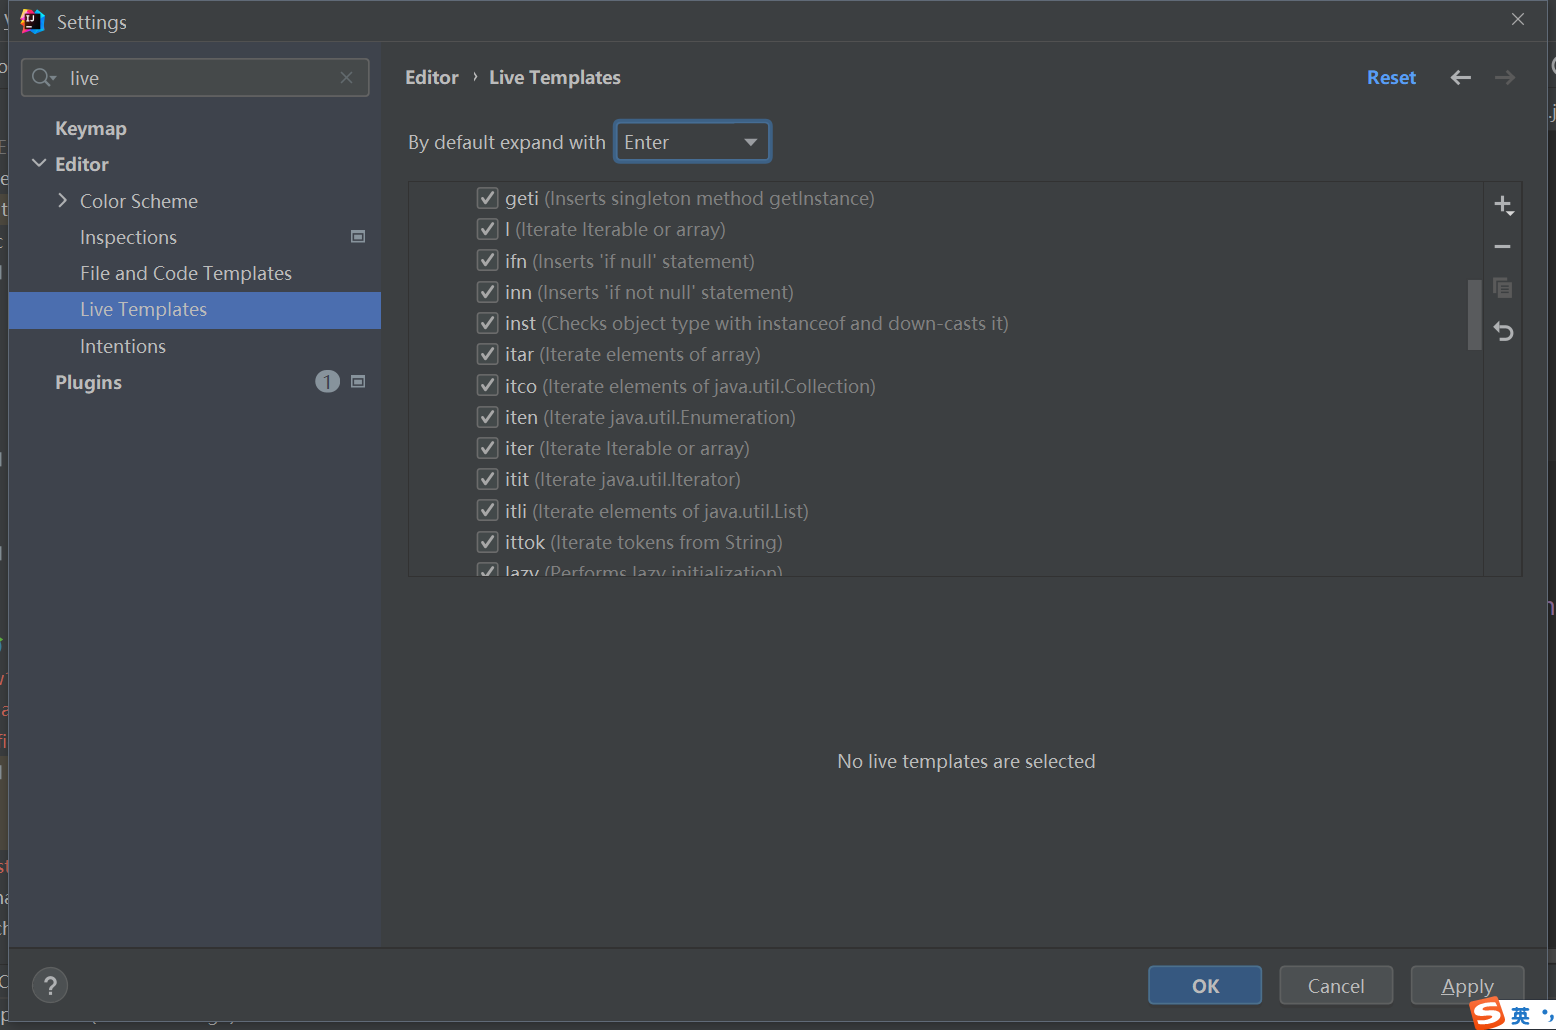 Settings
live
Keymap
Editor
Color Scheme
Inspections
File and Code Templates
Live Templates
Intentions
Plugins
1
Editor › Live Templates
Reset
By default expand with Enter
geti (Inserts singleton method getInstance)
I (Iterate Iterable or array)
ifn (Inserts 'if null' statement)
inn (Inserts 'if not null' statement)
inst (Checks object type with instanceof and down-casts it)
itar (Iterate elements of array)
itco (Iterate elements of java.util.Collection)
iten (Iterate java.util.Enumeration)
iter (Iterate Iterable or array)
itit (Iterate java.util.Iterator)
itli (Iterate elements of java.util.List)
ittok (Iterate tokens from String)
lazy (Performs lazy initialization)
No live templates are selected
?
OK
Cancel
Apply
英